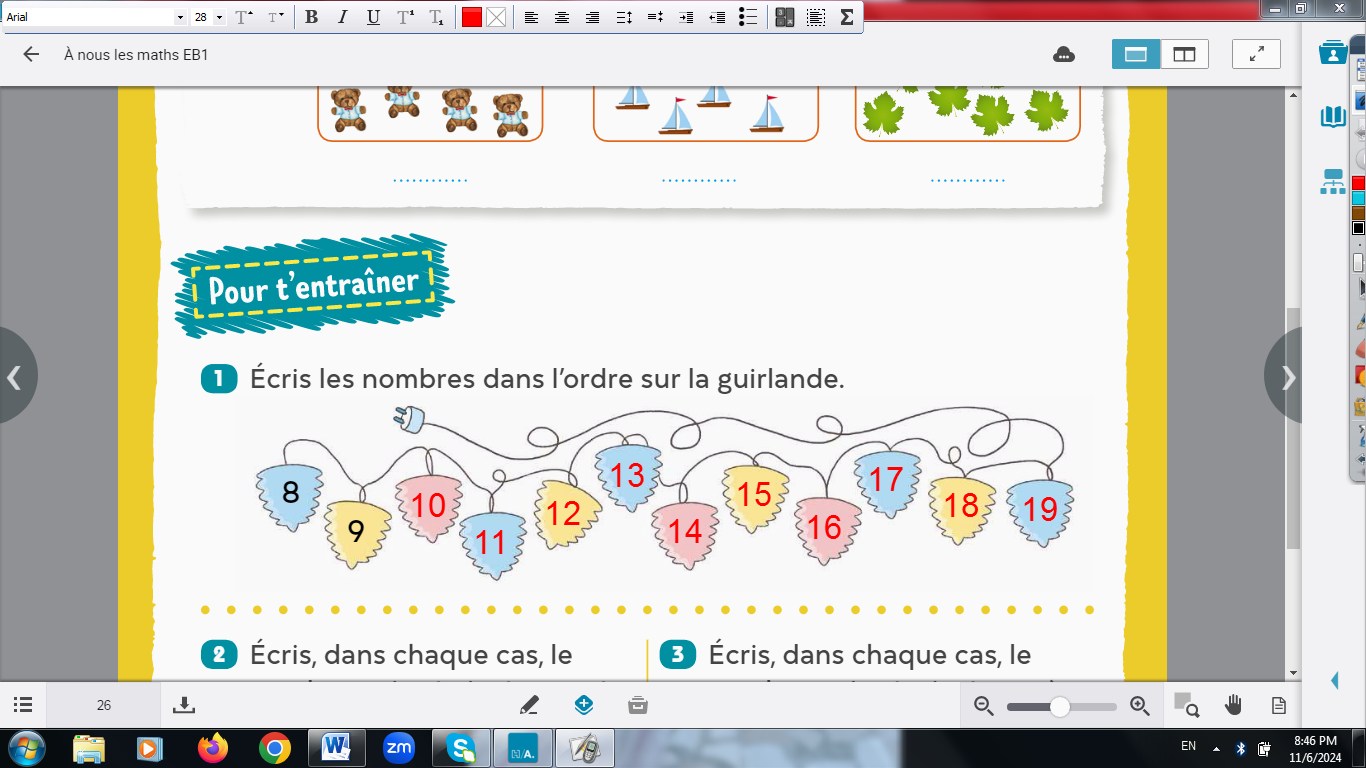 Arial 28 B I U T T Σ
À nous les maths EB1
............ ............ ............
Pour t'entraîner
1 Écris les nombres dans l'ordre sur la guirlande.
8 9 10 11 12 13 14 15 16 17 18 19
2 Écris, dans chaque cas, le
3 Écris, dans chaque cas, le
26
W zm S N/A.
EN 8:46 PM
11/6/2024